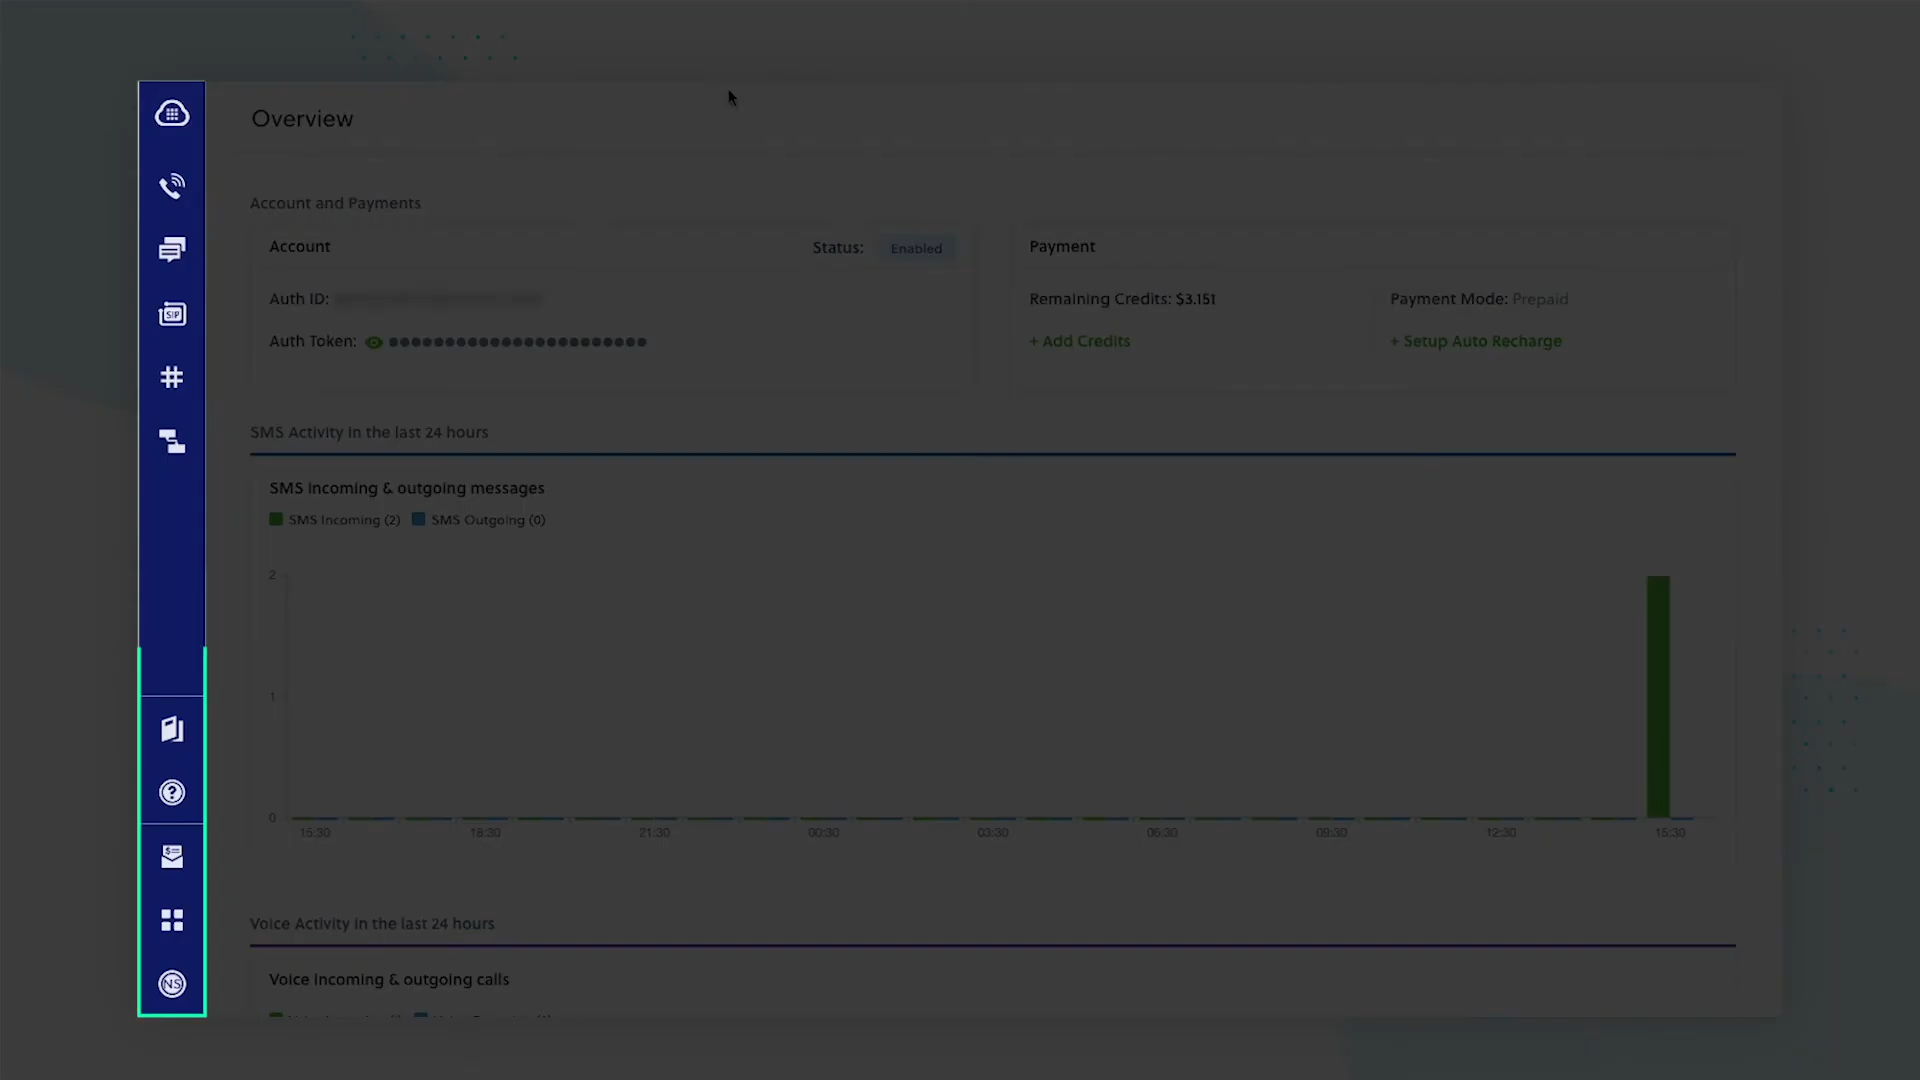 Overview
Account and Payments
Account
Status: Enabled
Auth ID:
Auth Token:
Payment
Remaining Credits: $3.151
Payment Mode: Prepaid
+ Add Credits
+ Setup Auto Recharge
SIP
SMS Activity in the last 24 hours
SMS Incoming & outgoing messages
SMS Incoming (2) SMS Outgoing (0)
2
1
0
15:30 18:30 21:30 00:30 03:30 06:30 09:30 12:30 15:30
Voice Activity in the last 24 hours
Voice Incoming & outgoing calls
NS